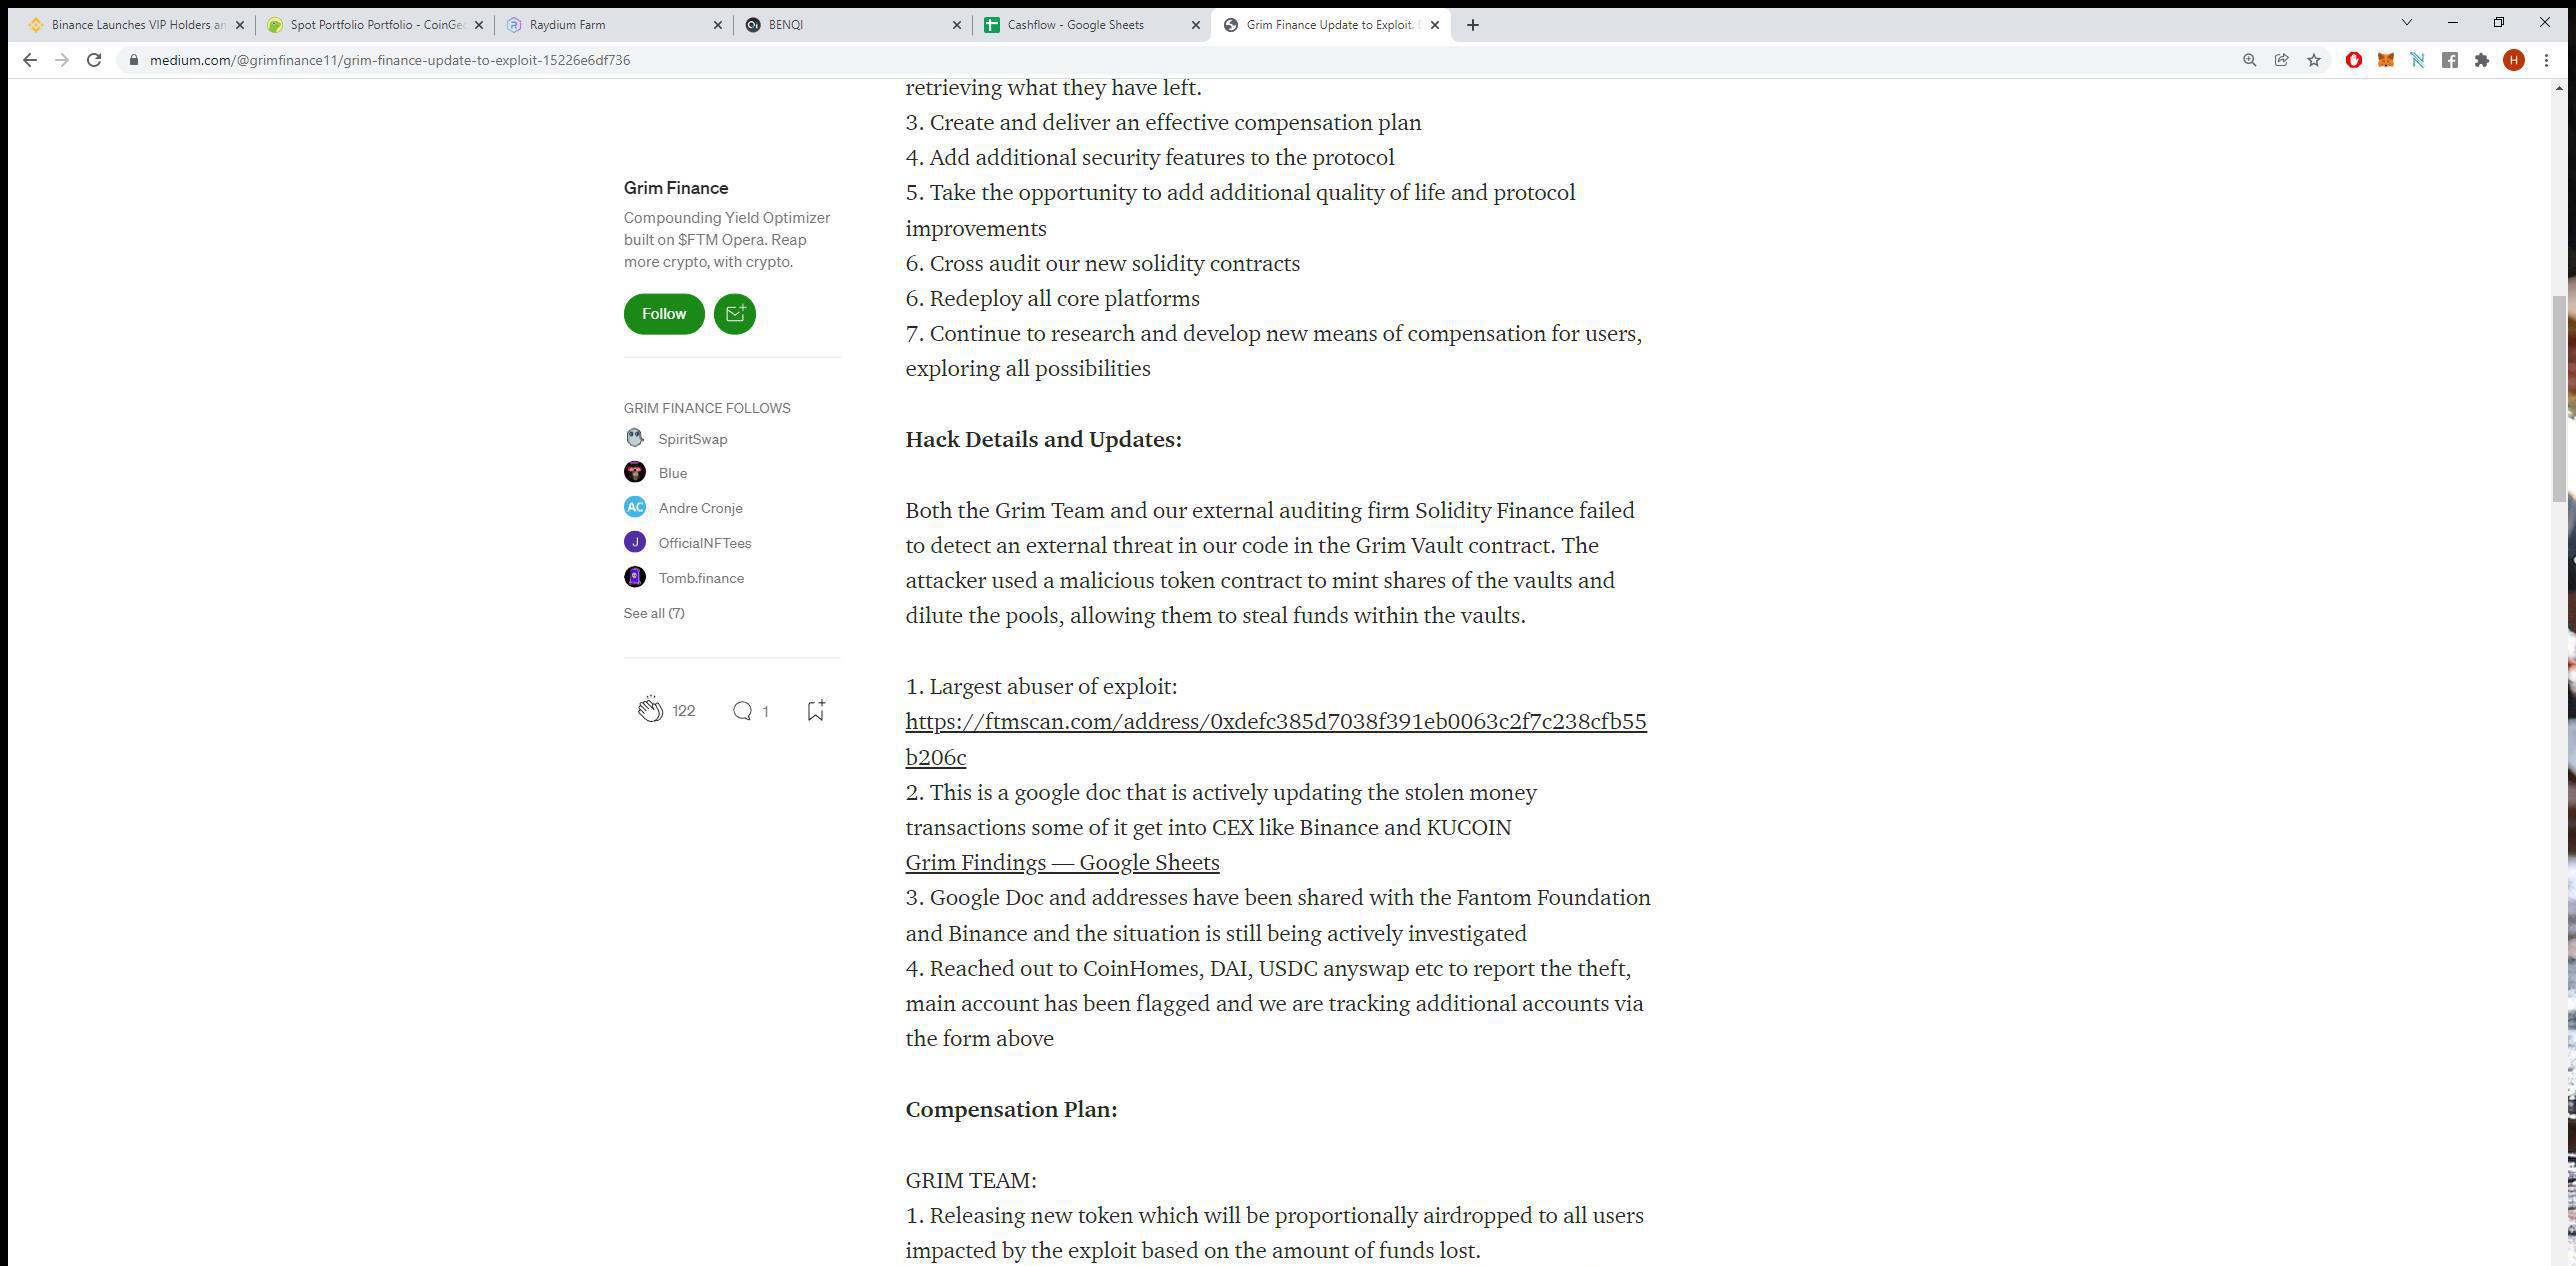 Binance Launches VIP Holders an
Spot Portfolio Portfolio - CoinGec
Raydium Farm
BENQI
Cashflow - Google Sheets
Grim Finance Update to Exploit.
medium.com/@grimfinance11/grim-finance-update-to-exploit-15226e6df736
H
Grim Finance
Compounding Yield Optimizer
built on $FTM Opera. Reap
more crypto, with crypto.
Follow
GRIM FINANCE FOLLOWS
SpiritSwap
Blue
AC Andre Cronje
J OfficialNFTees
Tomb.finance
See all (7)
122 1
retrieving what they have left.
3. Create and deliver an effective compensation plan
4. Add additional security features to the protocol
5. Take the opportunity to add additional quality of life and protocol
improvements
6. Cross audit our new solidity contracts
6. Redeploy all core platforms
7. Continue to research and develop new means of compensation for users,
exploring all possibilities
Hack Details and Updates:
Both the Grim Team and our external auditing firm Solidity Finance failed
to detect an external threat in our code in the Grim Vault contract. The
attacker used a malicious token contract to mint shares of the vaults and
dilute the pools, allowing them to steal funds within the vaults.
1. Largest abuser of exploit:
https://ftmscan.com/address/0xdefc385d7038f391eb0063c2f7c238cfb55
b206c
2. This is a google doc that is actively updating the stolen money
transactions some of it get into CEX like Binance and KUCOIN
Grim Findings — Google Sheets
3. Google Doc and addresses have been shared with the Fantom Foundation
and Binance and the situation is still being actively investigated
4. Reached out to CoinHomes, DAI, USDC anyswap etc to report the theft,
main account has been flagged and we are tracking additional accounts via
the form above
Compensation Plan:
GRIM TEAM:
1. Releasing new token which will be proportionally airdropped to all users
impacted by the exploit based on the amount of funds lost.